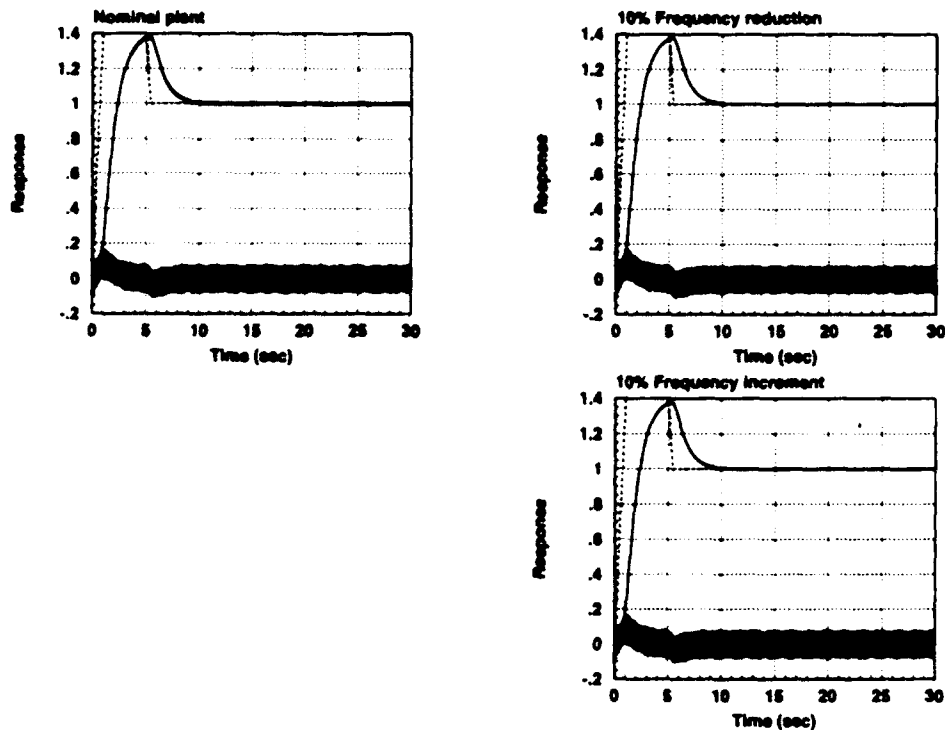 Nominal plant
1.4
1.2
1
.8
.6
.4
.2
0
-.2
Response
0 5 10 15 20 25 30
Time (sec)
10% Frequency reduction
1.4
1.2
1
.8
.6
.4
.2
0
-.2
Response
0 5 10 15 20 25 30
Time (sec)
10% Frequency increment
1.4
1.2
1
.8
.6
.4
.2
0
-.2
Response
0 5 10 15 20 25 30
Time (sec)